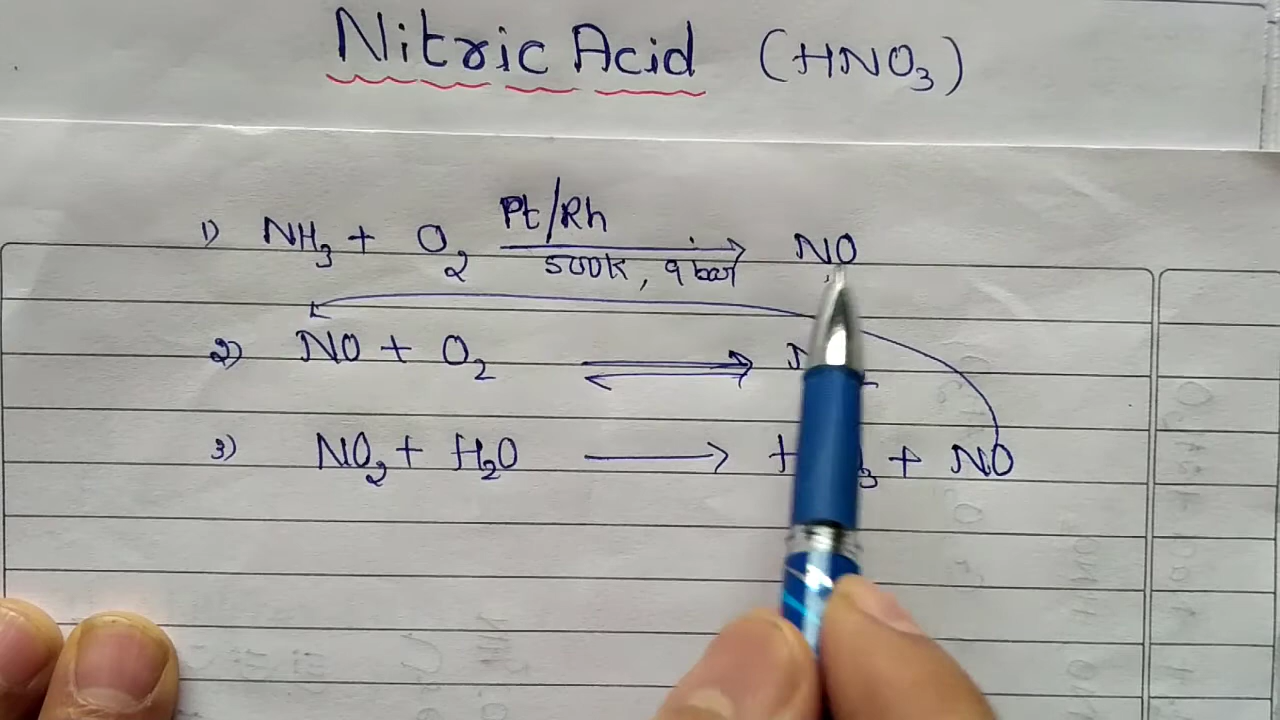 Nitric Acid (HNO₃)
1) NH₃ + O₂ Pt/Rh → NO
500K, 9 bar
2) NO + O₂ ⇌
3) NO₂ + H₂O → + NO